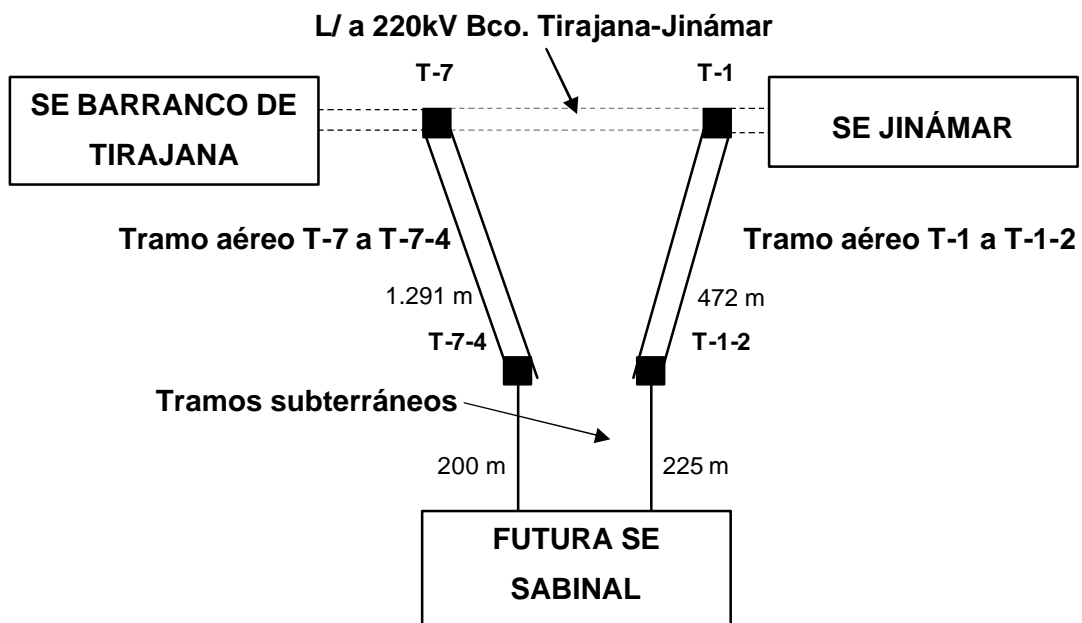 L/ a 220kV Bco. Tirajana-Jinámar
T-7
T-1
SE BARRANCO DE
TIRAJANA
SE JINÁMAR
Tramo aéreo T-7 a T-7-4
Tramo aéreo T-1 a T-1-2
1.291 m
472 m
T-7-4
T-1-2
Tramos subterráneos
200 m
225 m
FUTURA SE
SABINAL